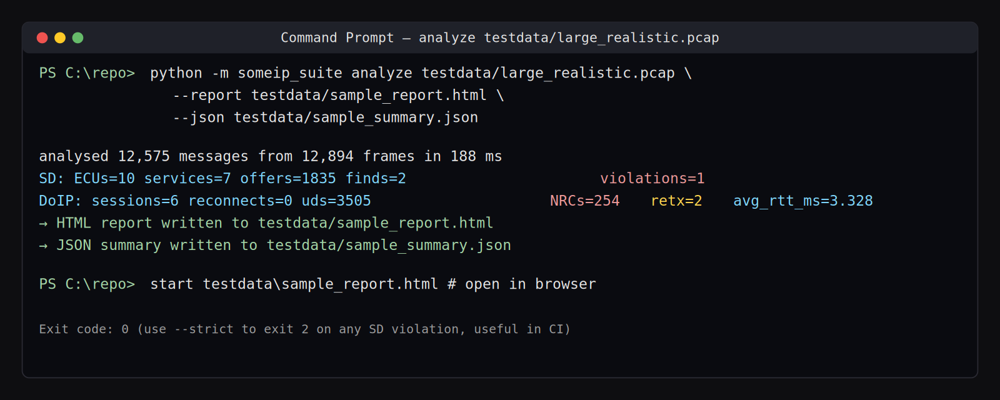 Command Prompt — analyze testdata/large_realistic.pcap
PS C:\repo> python -m someip_suite analyze testdata/large_realistic.pcap \
--report testdata/sample_report.html \
--json testdata/sample_summary.json
analysed 12,575 messages from 12,894 frames in 188 ms
SD: ECUs=10 services=7 offers=1835 finds=2 violations=1
DoIP: sessions=6 reconnects=0 uds=3505 NRCs=254 retx=2 avg_rtt_ms=3.328
→ HTML report written to testdata/sample_report.html
→ JSON summary written to testdata/sample_summary.json
PS C:\repo> start testdata\sample_report.html # open in browser
Exit code: 0 (use --strict to exit 2 on any SD violation, useful in CI)